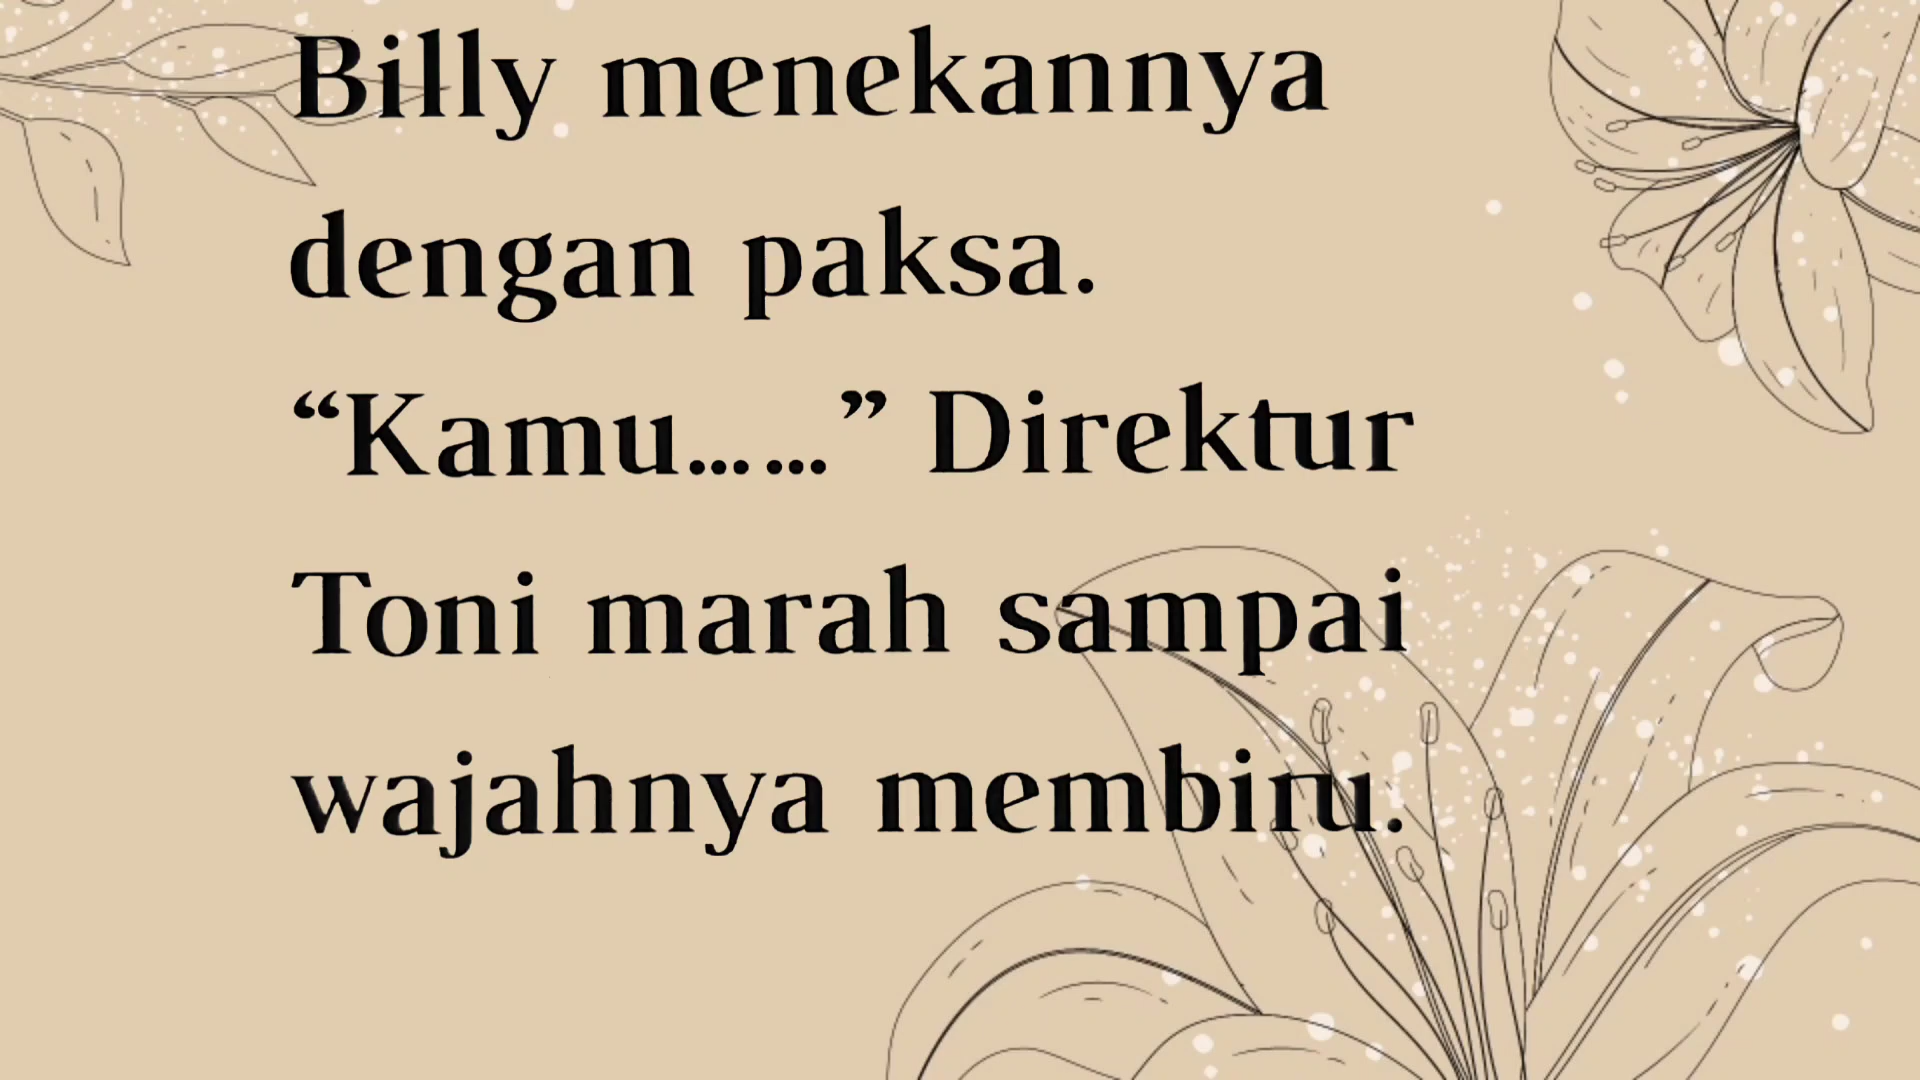 Billy menekannya
dengan paksa.
“Kamu……” Direktur
Toni marah sampai
wajahnya membiru.